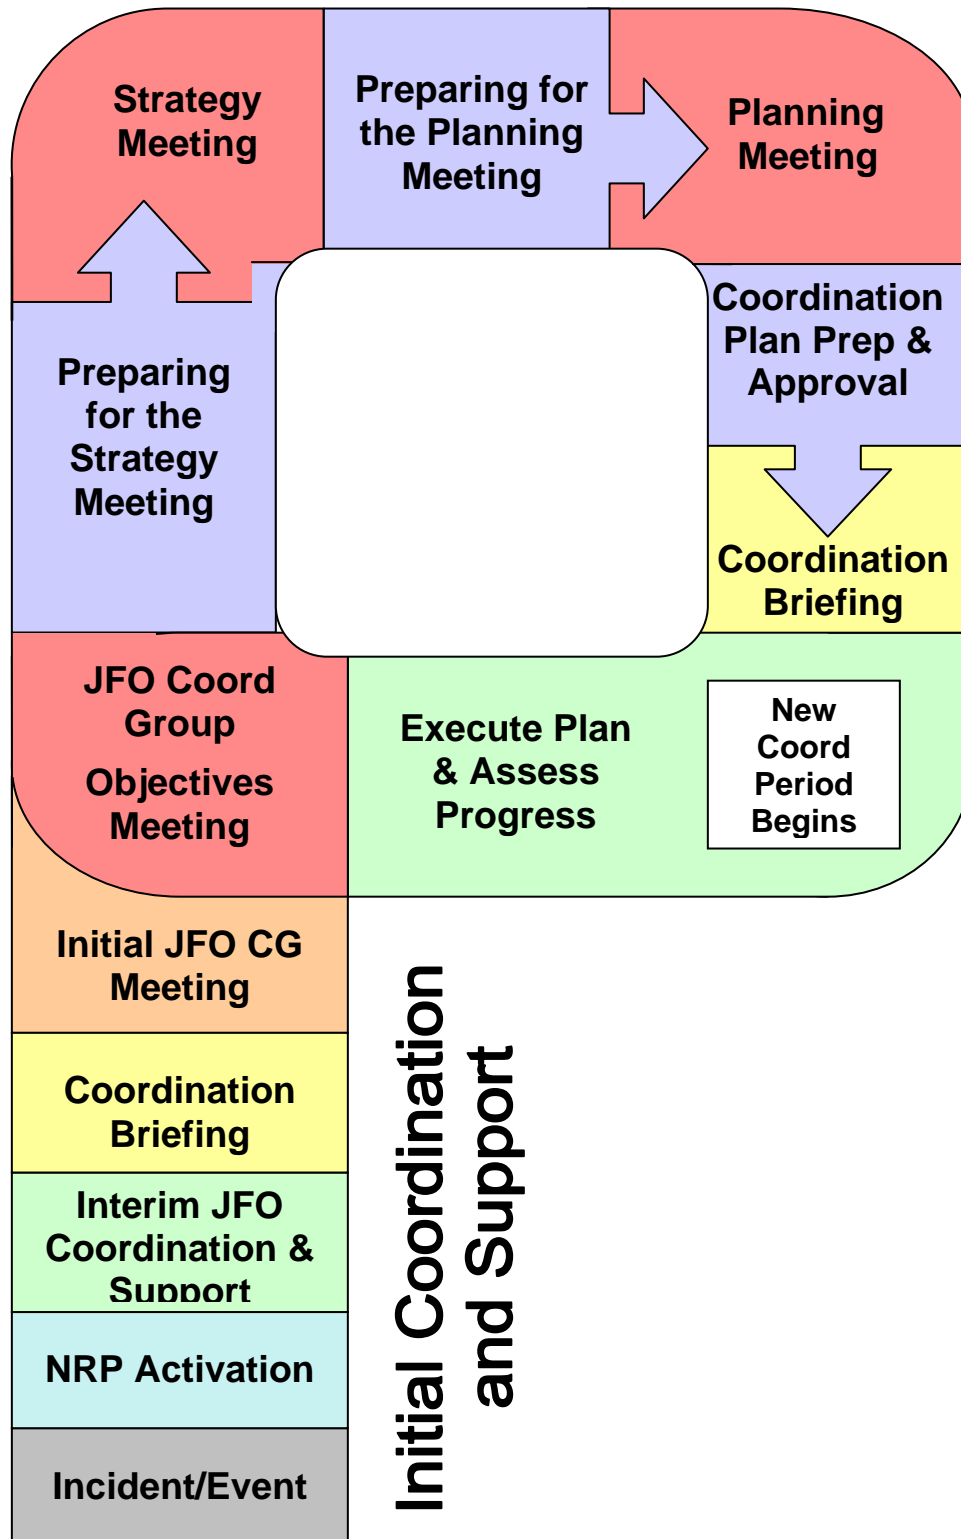 Strategy
Meeting
Preparing for
the Planning
Meeting
Planning
Meeting
Coordination
Plan Prep &
Approval
Preparing
for the
Strategy
Meeting
Coordination
Briefing
JFO Coord
Group
Objectives
Meeting
Execute Plan
& Assess
Progress
New
Coord
Period
Begins
Initial JFO CG
Meeting
Coordination
Briefing
Interim JFO
Coordination &
Support
NRP Activation
Incident/Event
Initial Coordination
and Support